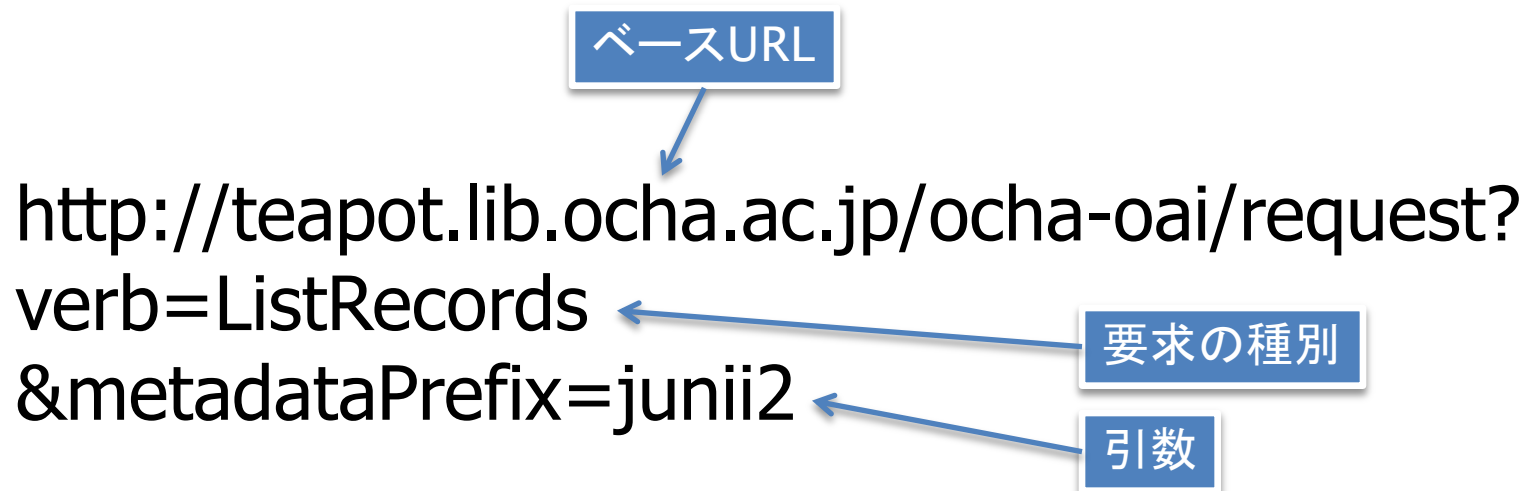 ベースURL
http://teapot.lib.ocha.ac.jp/ocha-oai/request?
verb=ListRecords
要求の種別
&metadataPrefix=junii2
引数